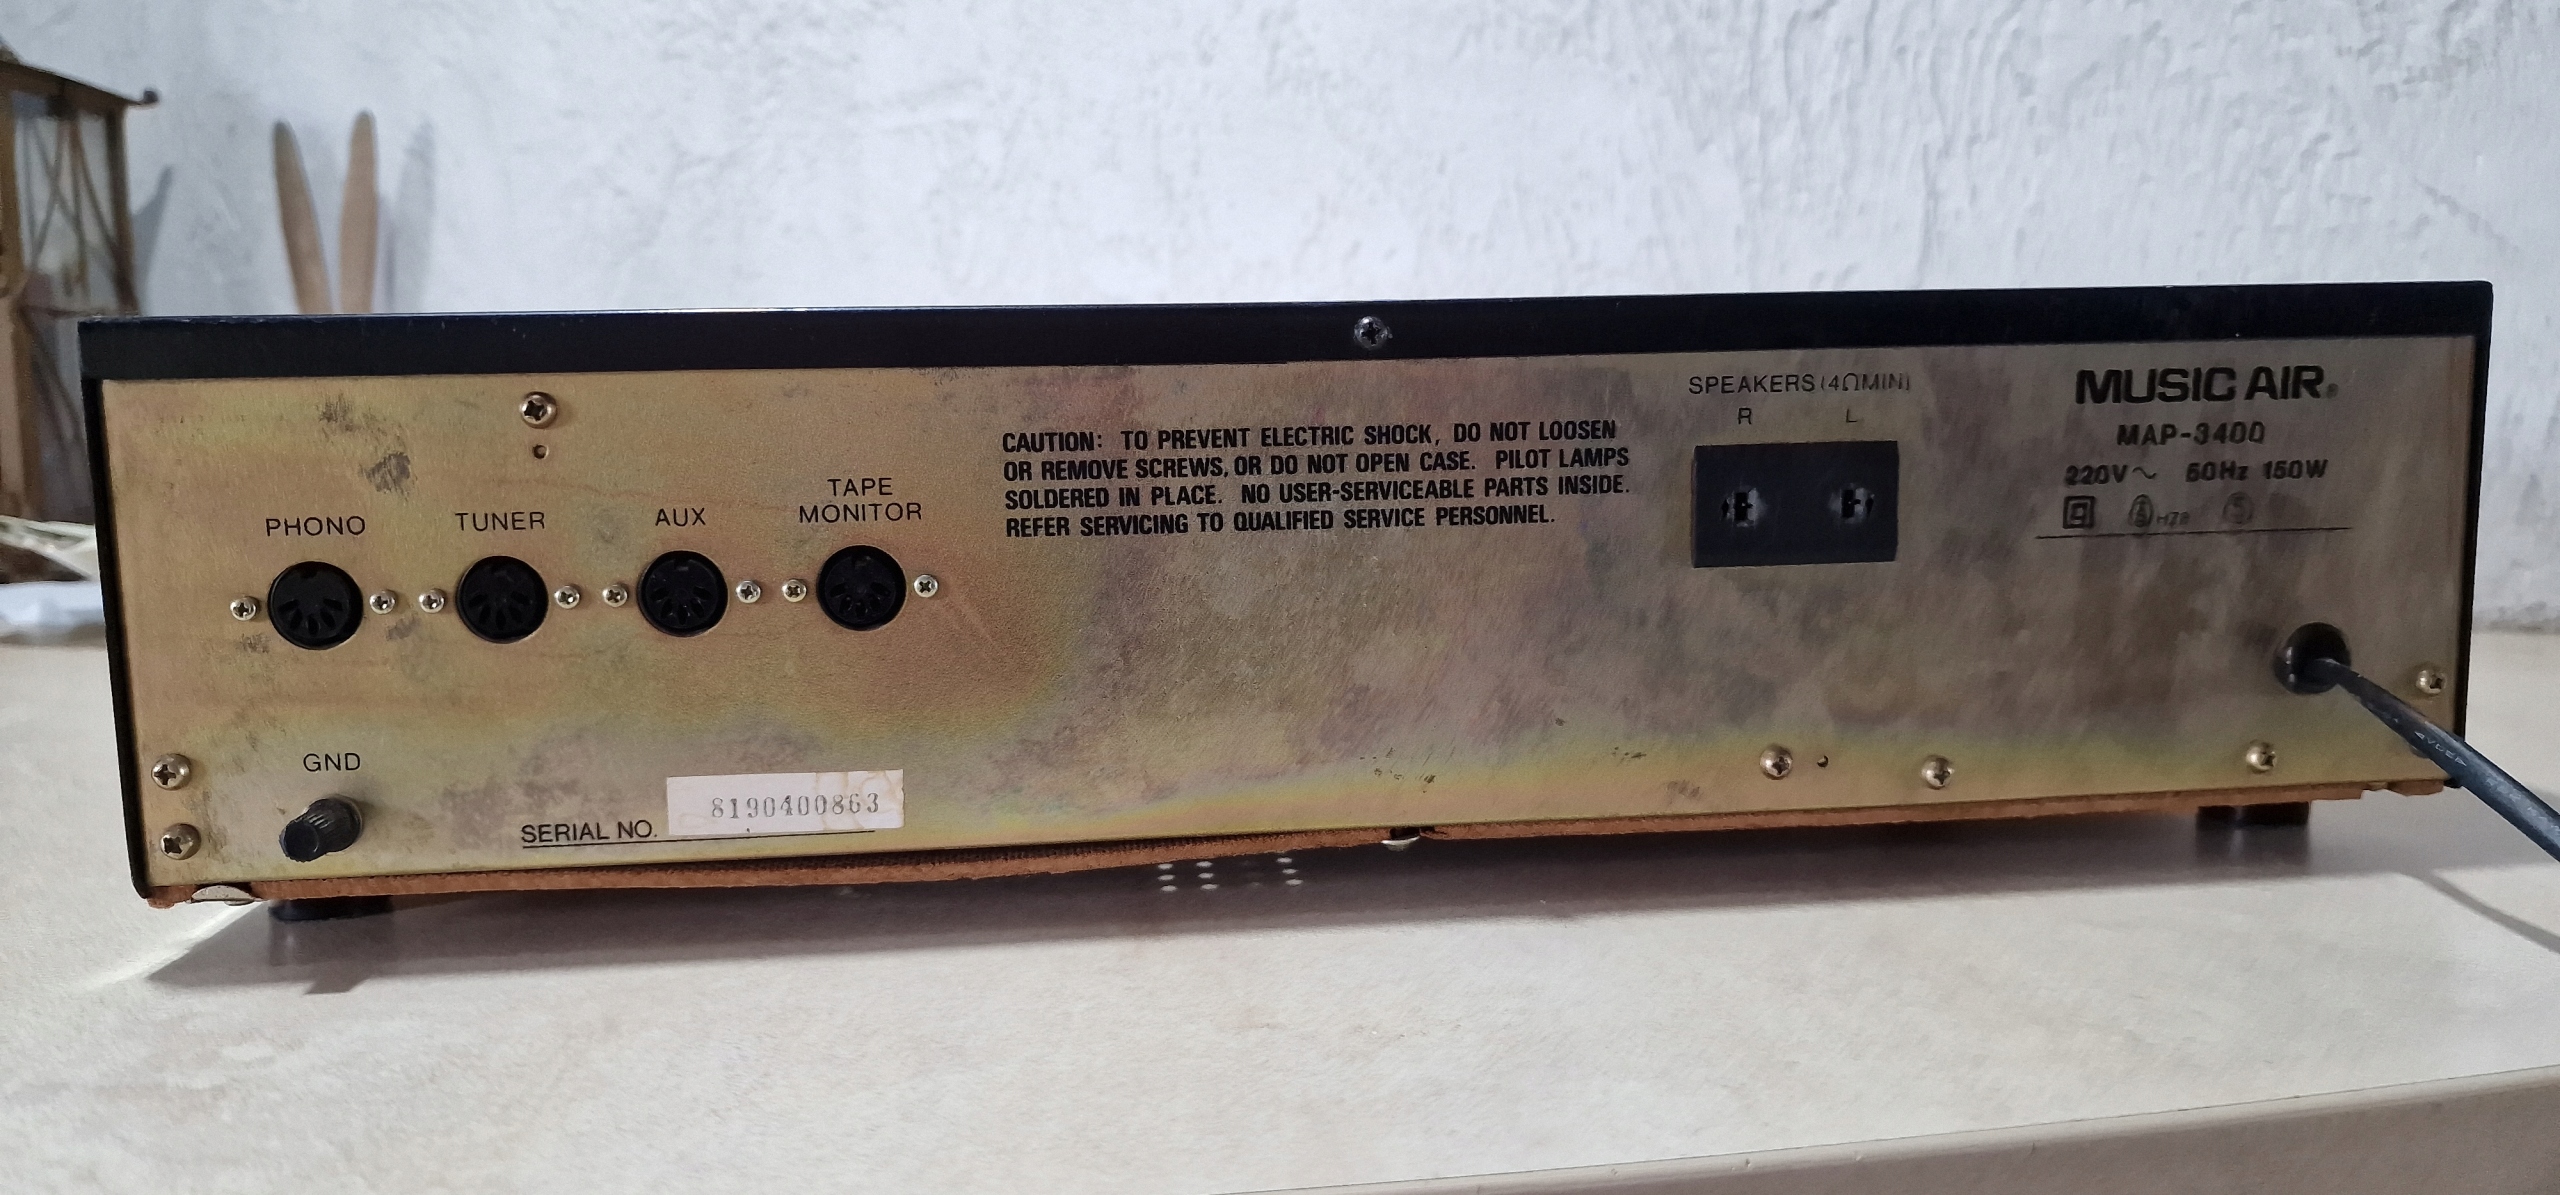 PHONO
TUNER
AUX
TAPE
MONITOR
GND
SERIAL NO. 8190400863
CAUTION: TO PREVENT ELECTRIC SHOCK, DO NOT LOOSEN
OR REMOVE SCREWS, OR DO NOT OPEN CASE. PILOT LAMPS
SOLDERED IN PLACE. NO USER-SERVICEABLE PARTS INSIDE.
REFER SERVICING TO QUALIFIED SERVICE PERSONNEL.
SPEAKERS (4ΩMIN)
R L
MUSIC AIR®
MAP-3400
220V~ 50Hz 150W